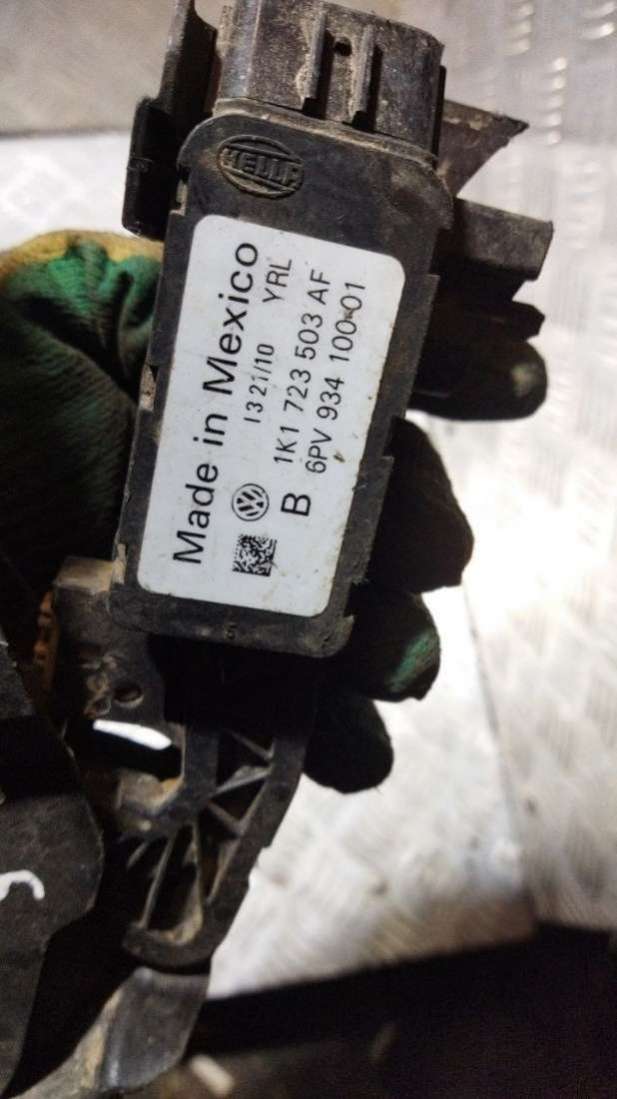 HELLA
Made in Mexico
1321/10 YRL
1K1 723 503 AF
B 6PV 934 100-01